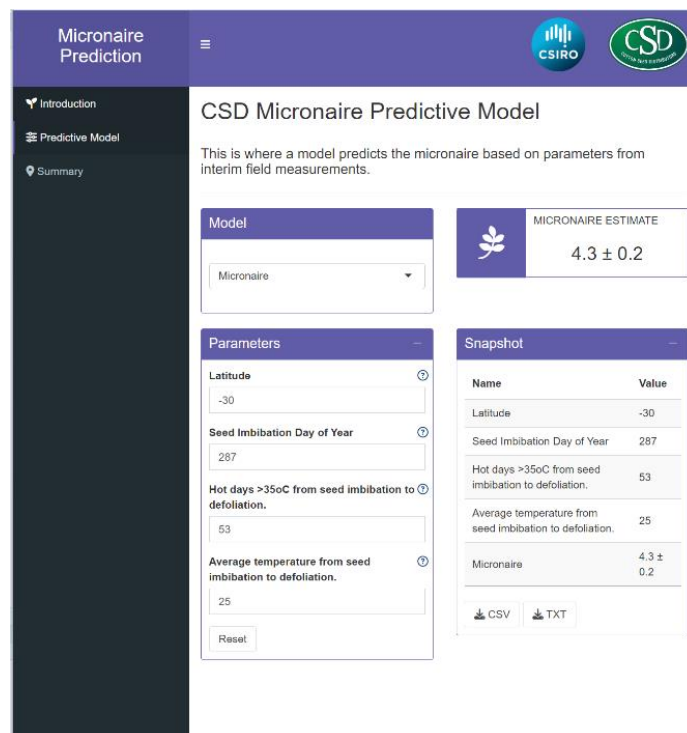 Micronaire
Prediction
CSIRO
CSD
Introduction
Predictive Model
Summary
CSD Micronaire Predictive Model
This is where a model predicts the micronaire based on parameters from
interim field measurements.
Model
Micronaire
MICRONAIRE ESTIMATE
4.3 ± 0.2
Parameters
Latitude
-30
Seed Imbibation Day of Year
287
Hot days >35oC from seed imbibation to
defoliation.
53
Average temperature from seed
imbibation to defoliation.
25
Reset
Snapshot
Name Value
Latitude -30
Seed Imbibation Day of Year 287
Hot days >35oC from seed
imbibation to defoliation. 53
Average temperature from
seed imbibation to defoliation. 25
Micronaire 4.3 ±
0.2
CSV TXT